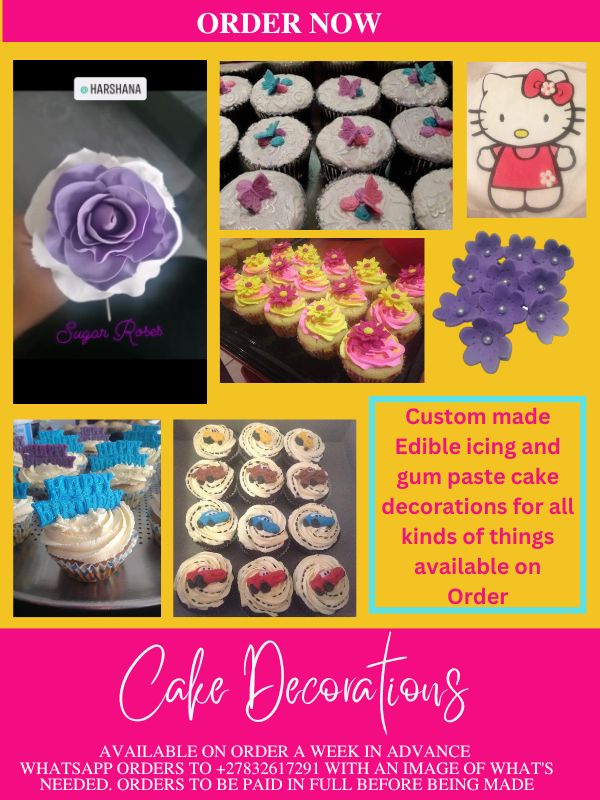 ORDER NOW
@ HARSHANA
Sugar Roses
HAPPY
BIRTHDAY
Custom made
Edible icing and
gum paste cake
decorations for all
kinds of things
available on
Order
Cake Decorations
AVAILABLE ON ORDER A WEEK IN ADVANCE
WHATSAPP ORDERS TO +27832617291 WITH AN IMAGE OF WHAT'S
NEEDED. ORDERS TO BE PAID IN FULL BEFORE BEING MADE